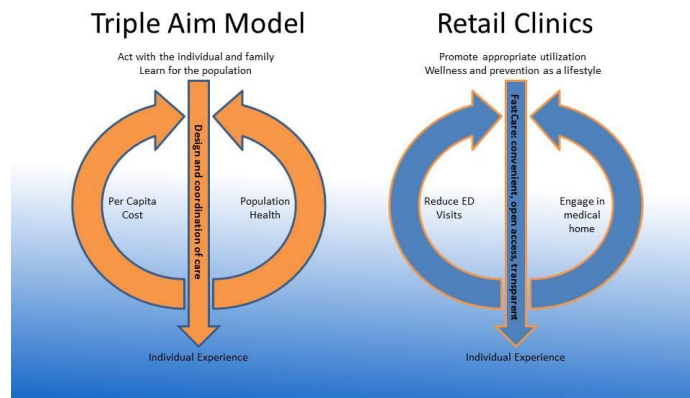 Triple Aim Model
Act with the individual and family
Learn for the population
Design and coordination of care
Per Capita
Cost
Population
Health
Individual Experience
Retail Clinics
Promote appropriate utilization
Wellness and prevention as a lifestyle
FastCare: convenient, open access, transparent
Reduce ED
Visits
Engage in
medical
home
Individual Experience